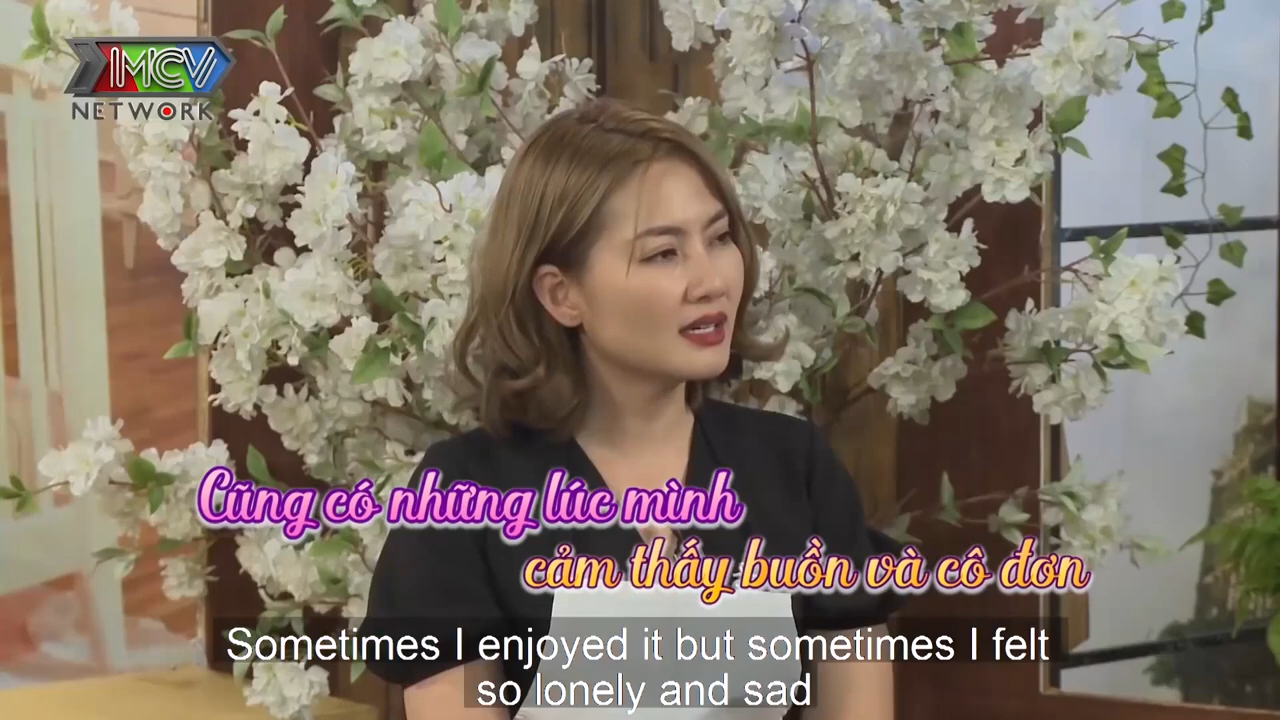 MCV
NETWORK
Cũng có những lúc mình
cảm thấy buồn và cô đơn
Sometimes I enjoyed it but sometimes I felt
so lonely and sad